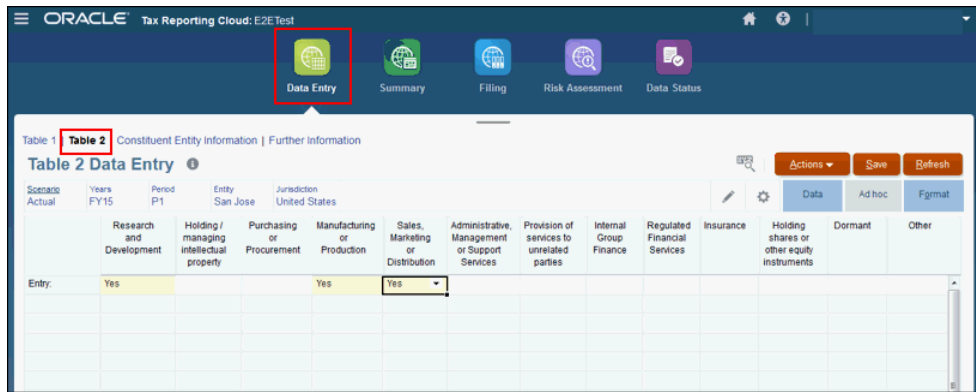 ORACLE® Tax Reporting Cloud: E2ETest
Data Entry Summary Filing Risk Assessment Data Status
Table 1 | Table 2 | Constituent Entity Information | Further Information
Table 2 Data Entry
Actions Save Refresh
Scenario Years Period Entity Jurisdiction
Actual FY15 P1 San Jose United States
Data Ad hoc Format
Research and Development
Holding / managing intellectual property
Purchasing or Procurement
Manufacturing or Production
Sales, Marketing or Distribution
Administrative, Management or Support Services
Provision of services to unrelated parties
Internal Group Finance
Regulated Financial Services
Insurance
Holding shares or other equity instruments
Dormant
Other
Entry: Yes Yes Yes